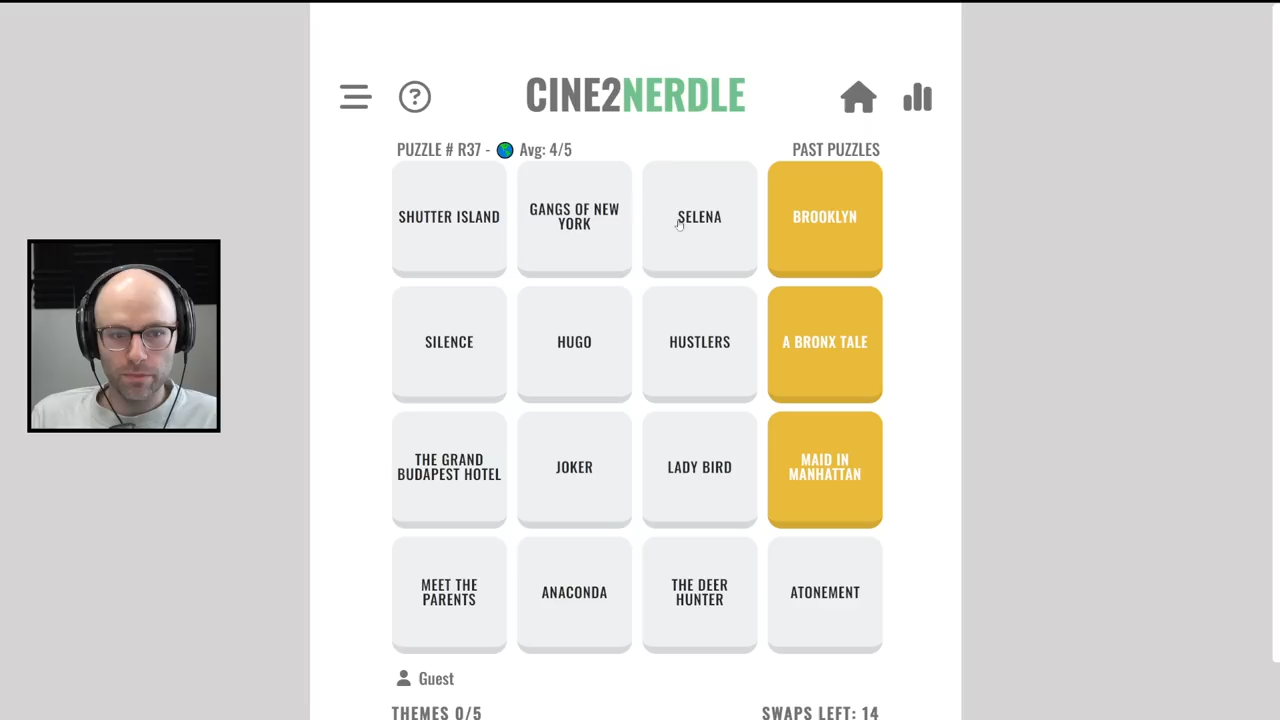 CINE2NERDLE
PUZZLE # R37 - Avg: 4/5
PAST PUZZLES
SHUTTER ISLAND
GANGS OF NEW
YORK
SELENA
BROOKLYN
SILENCE
HUGO
HUSTLERS
A BRONX TALE
THE GRAND
BUDAPEST HOTEL
JOKER
LADY BIRD
MAID IN
MANHATTAN
MEET THE
PARENTS
ANACONDA
THE DEER
HUNTER
ATONEMENT
Guest
THEMES 0/5
SWAPS LEFT: 14